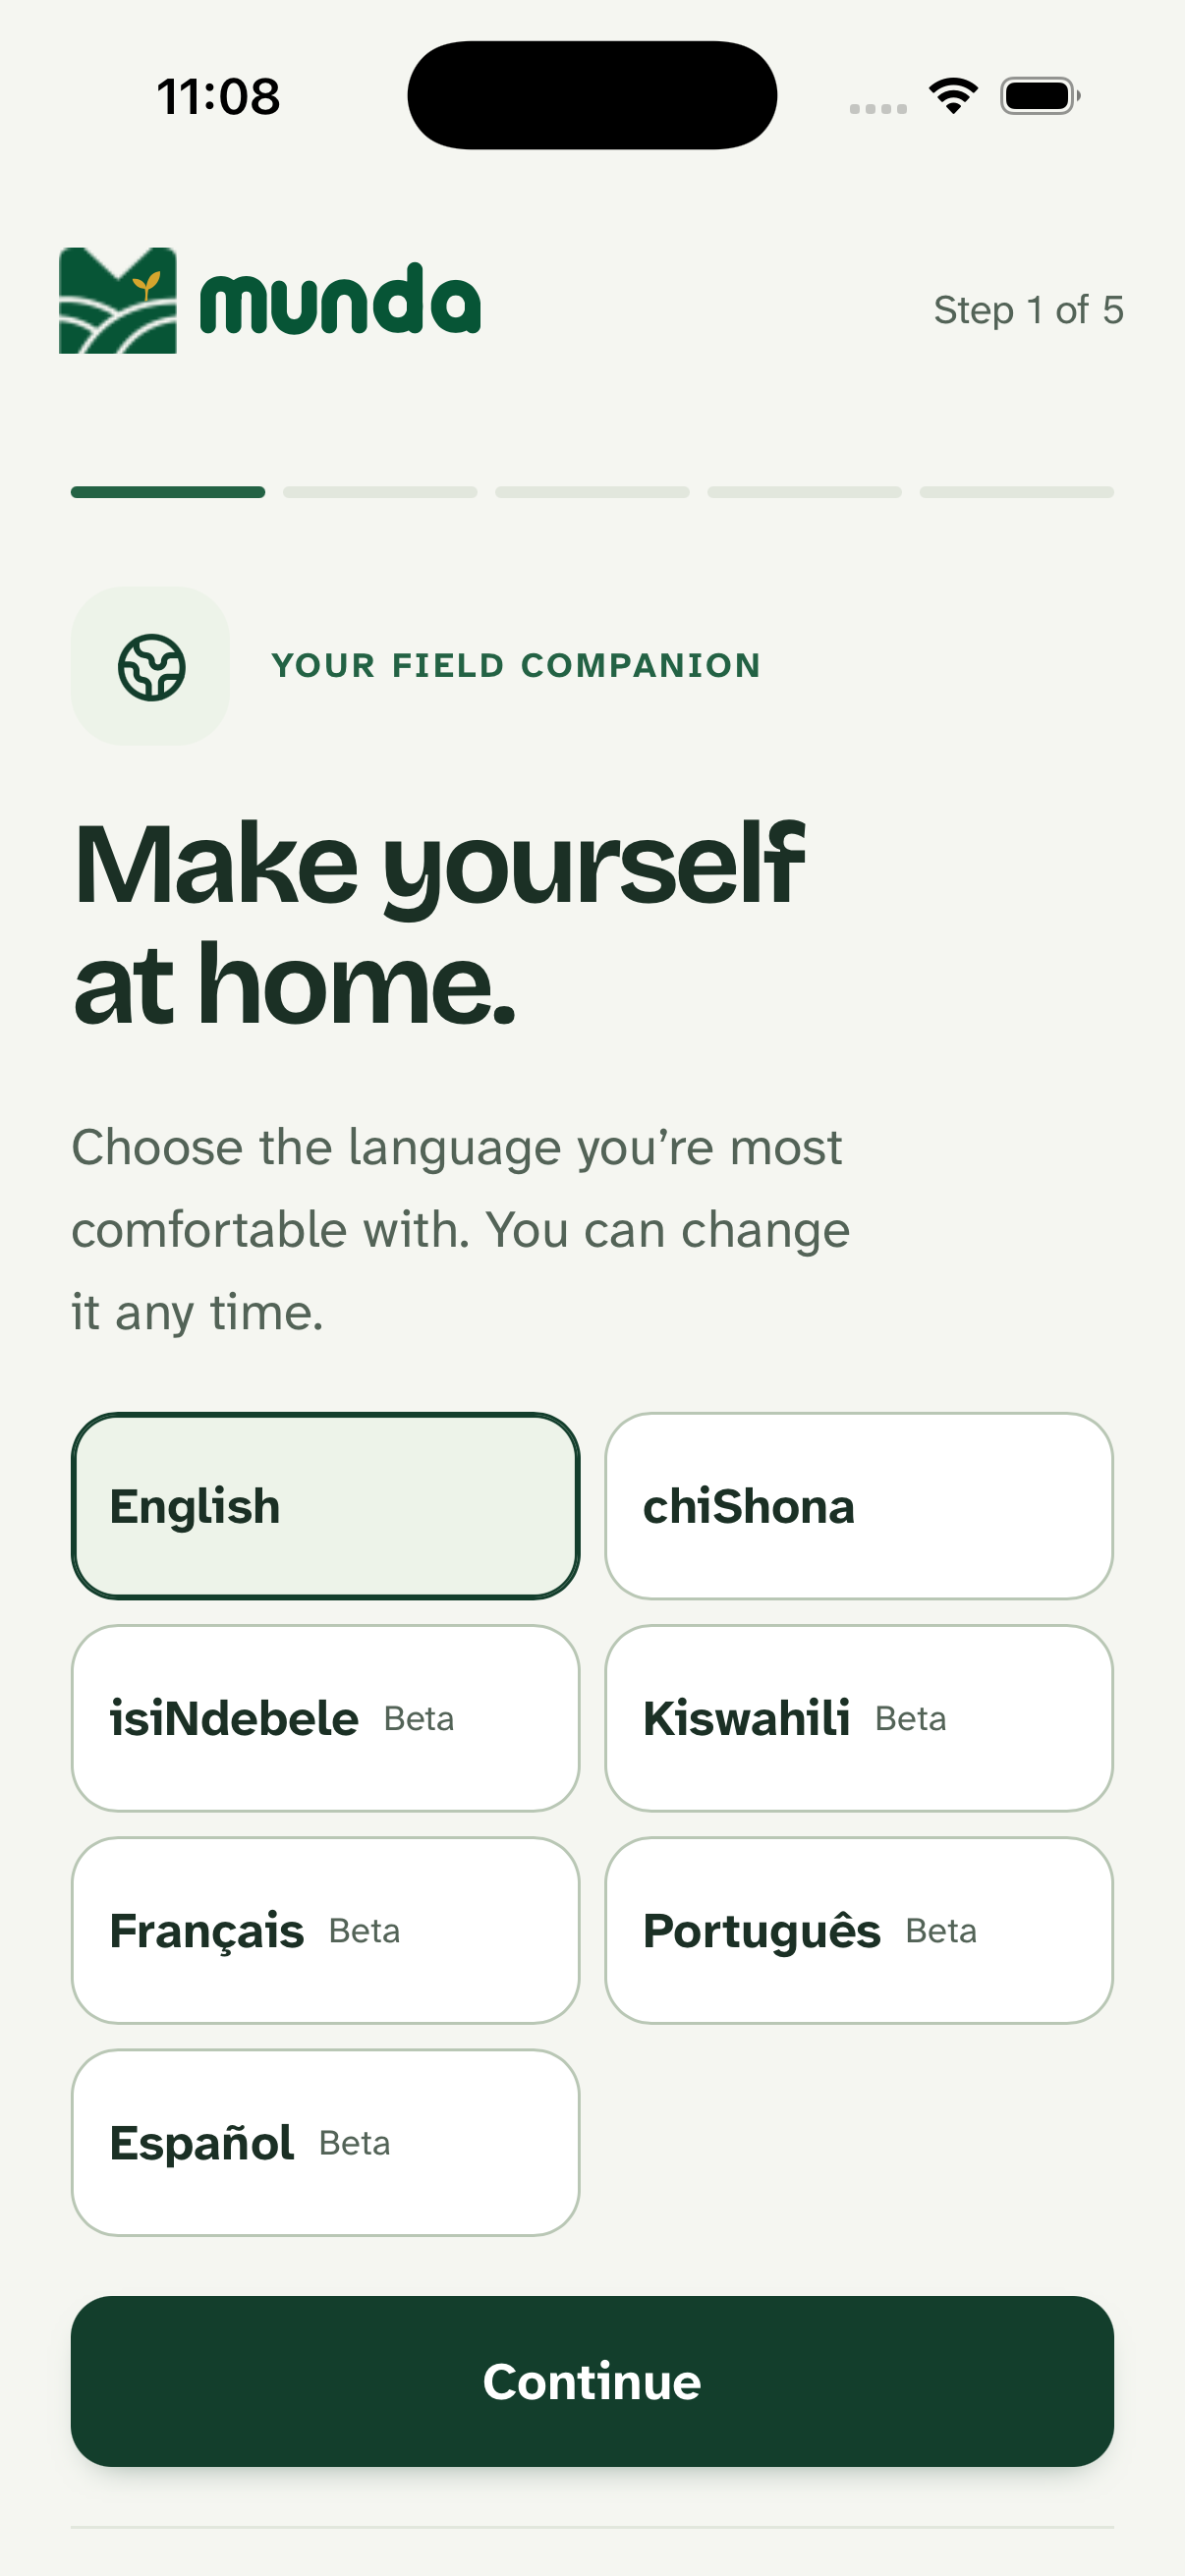 11:08
munda
Step 1 of 5
YOUR FIELD COMPANION
Make yourself
at home.
Choose the language you’re most
comfortable with. You can change
it any time.
English
chiShona
isiNdebele Beta
Kiswahili Beta
Français Beta
Português Beta
Español Beta
Continue